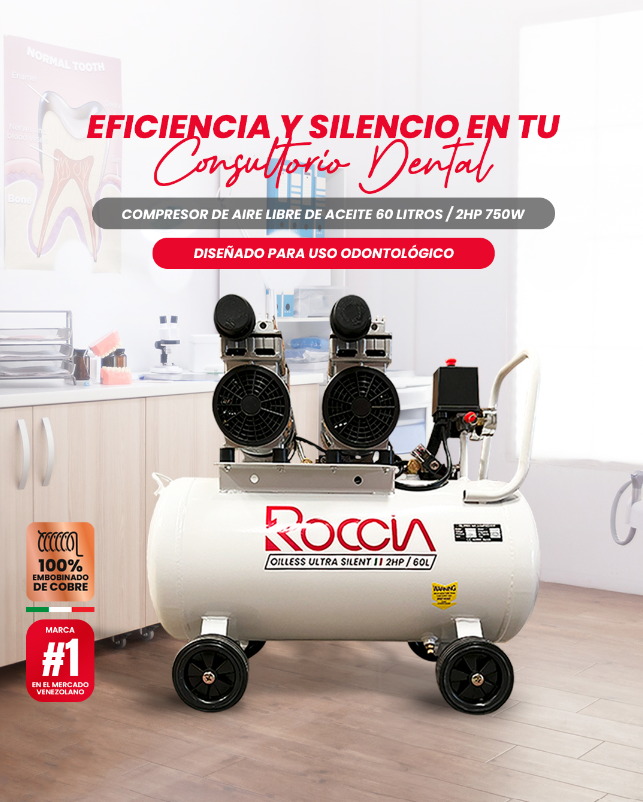 NORMAL TOOTH
EFICIENCIA Y SILENCIO EN TU
Consultorio Dental
COMPRESOR DE AIRE LIBRE DE ACEITE 60 LITROS / 2HP 750W
DISEÑADO PARA USO ODONTOLÓGICO
ROCCIA
OILLESS ULTRA SILENT II 2HP / 60L
WARNING
100%
EMBOBINADO
DE COBRE
MARCA
#1
EN EL MERCADO
VENEZOLANO